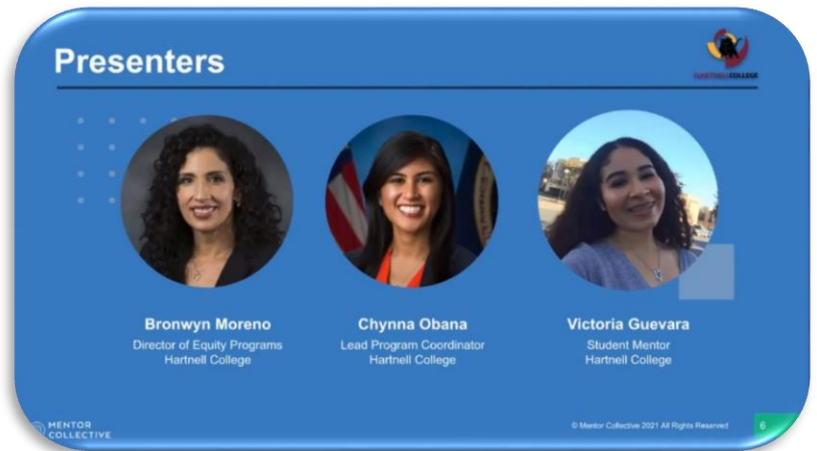 Presenters
HARTNELL COLLEGE
Bronwyn Moreno
Director of Equity Programs
Hartnell College
Chynna Obana
Lead Program Coordinator
Hartnell College
Victoria Guevara
Student Mentor
Hartnell College
MENTOR
COLLECTIVE
© Mentor Collective 2021 All Rights Reserved
6